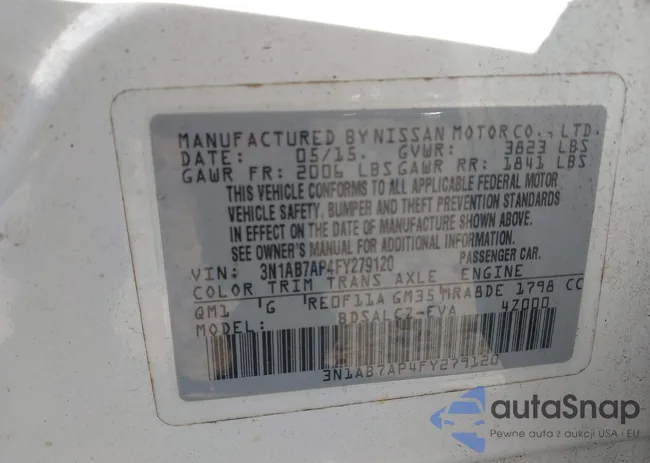 MANUFACTURED BY NISSAN MOTOR CO., LTD.
DATE: 05/15. GVWR: 3823 LBS
GAWR FR: 2006 LBS GAWR RR: 1841 LBS
THIS VEHICLE CONFORMS TO ALL APPLICABLE FEDERAL MOTOR
VEHICLE SAFETY, BUMPER AND THEFT PREVENTION STANDARDS
IN EFFECT ON THE DATE OF MANUFACTURE SHOWN ABOVE.
SEE OWNER'S MANUAL FOR ADDITIONAL INFORMATION.
VIN: 3N1AB7AP4FY279120 PASSENGER CAR.
COLOR TRIM TRANS AXLE ENGINE
QM1 G RE0F11A GM35 MRA8DE 1798 CC
MODEL: BDSALCZ-EVA 4Z000
3N1AB7AP4FY279120
autaSnap
Pewne auta z aukcji USA i EU